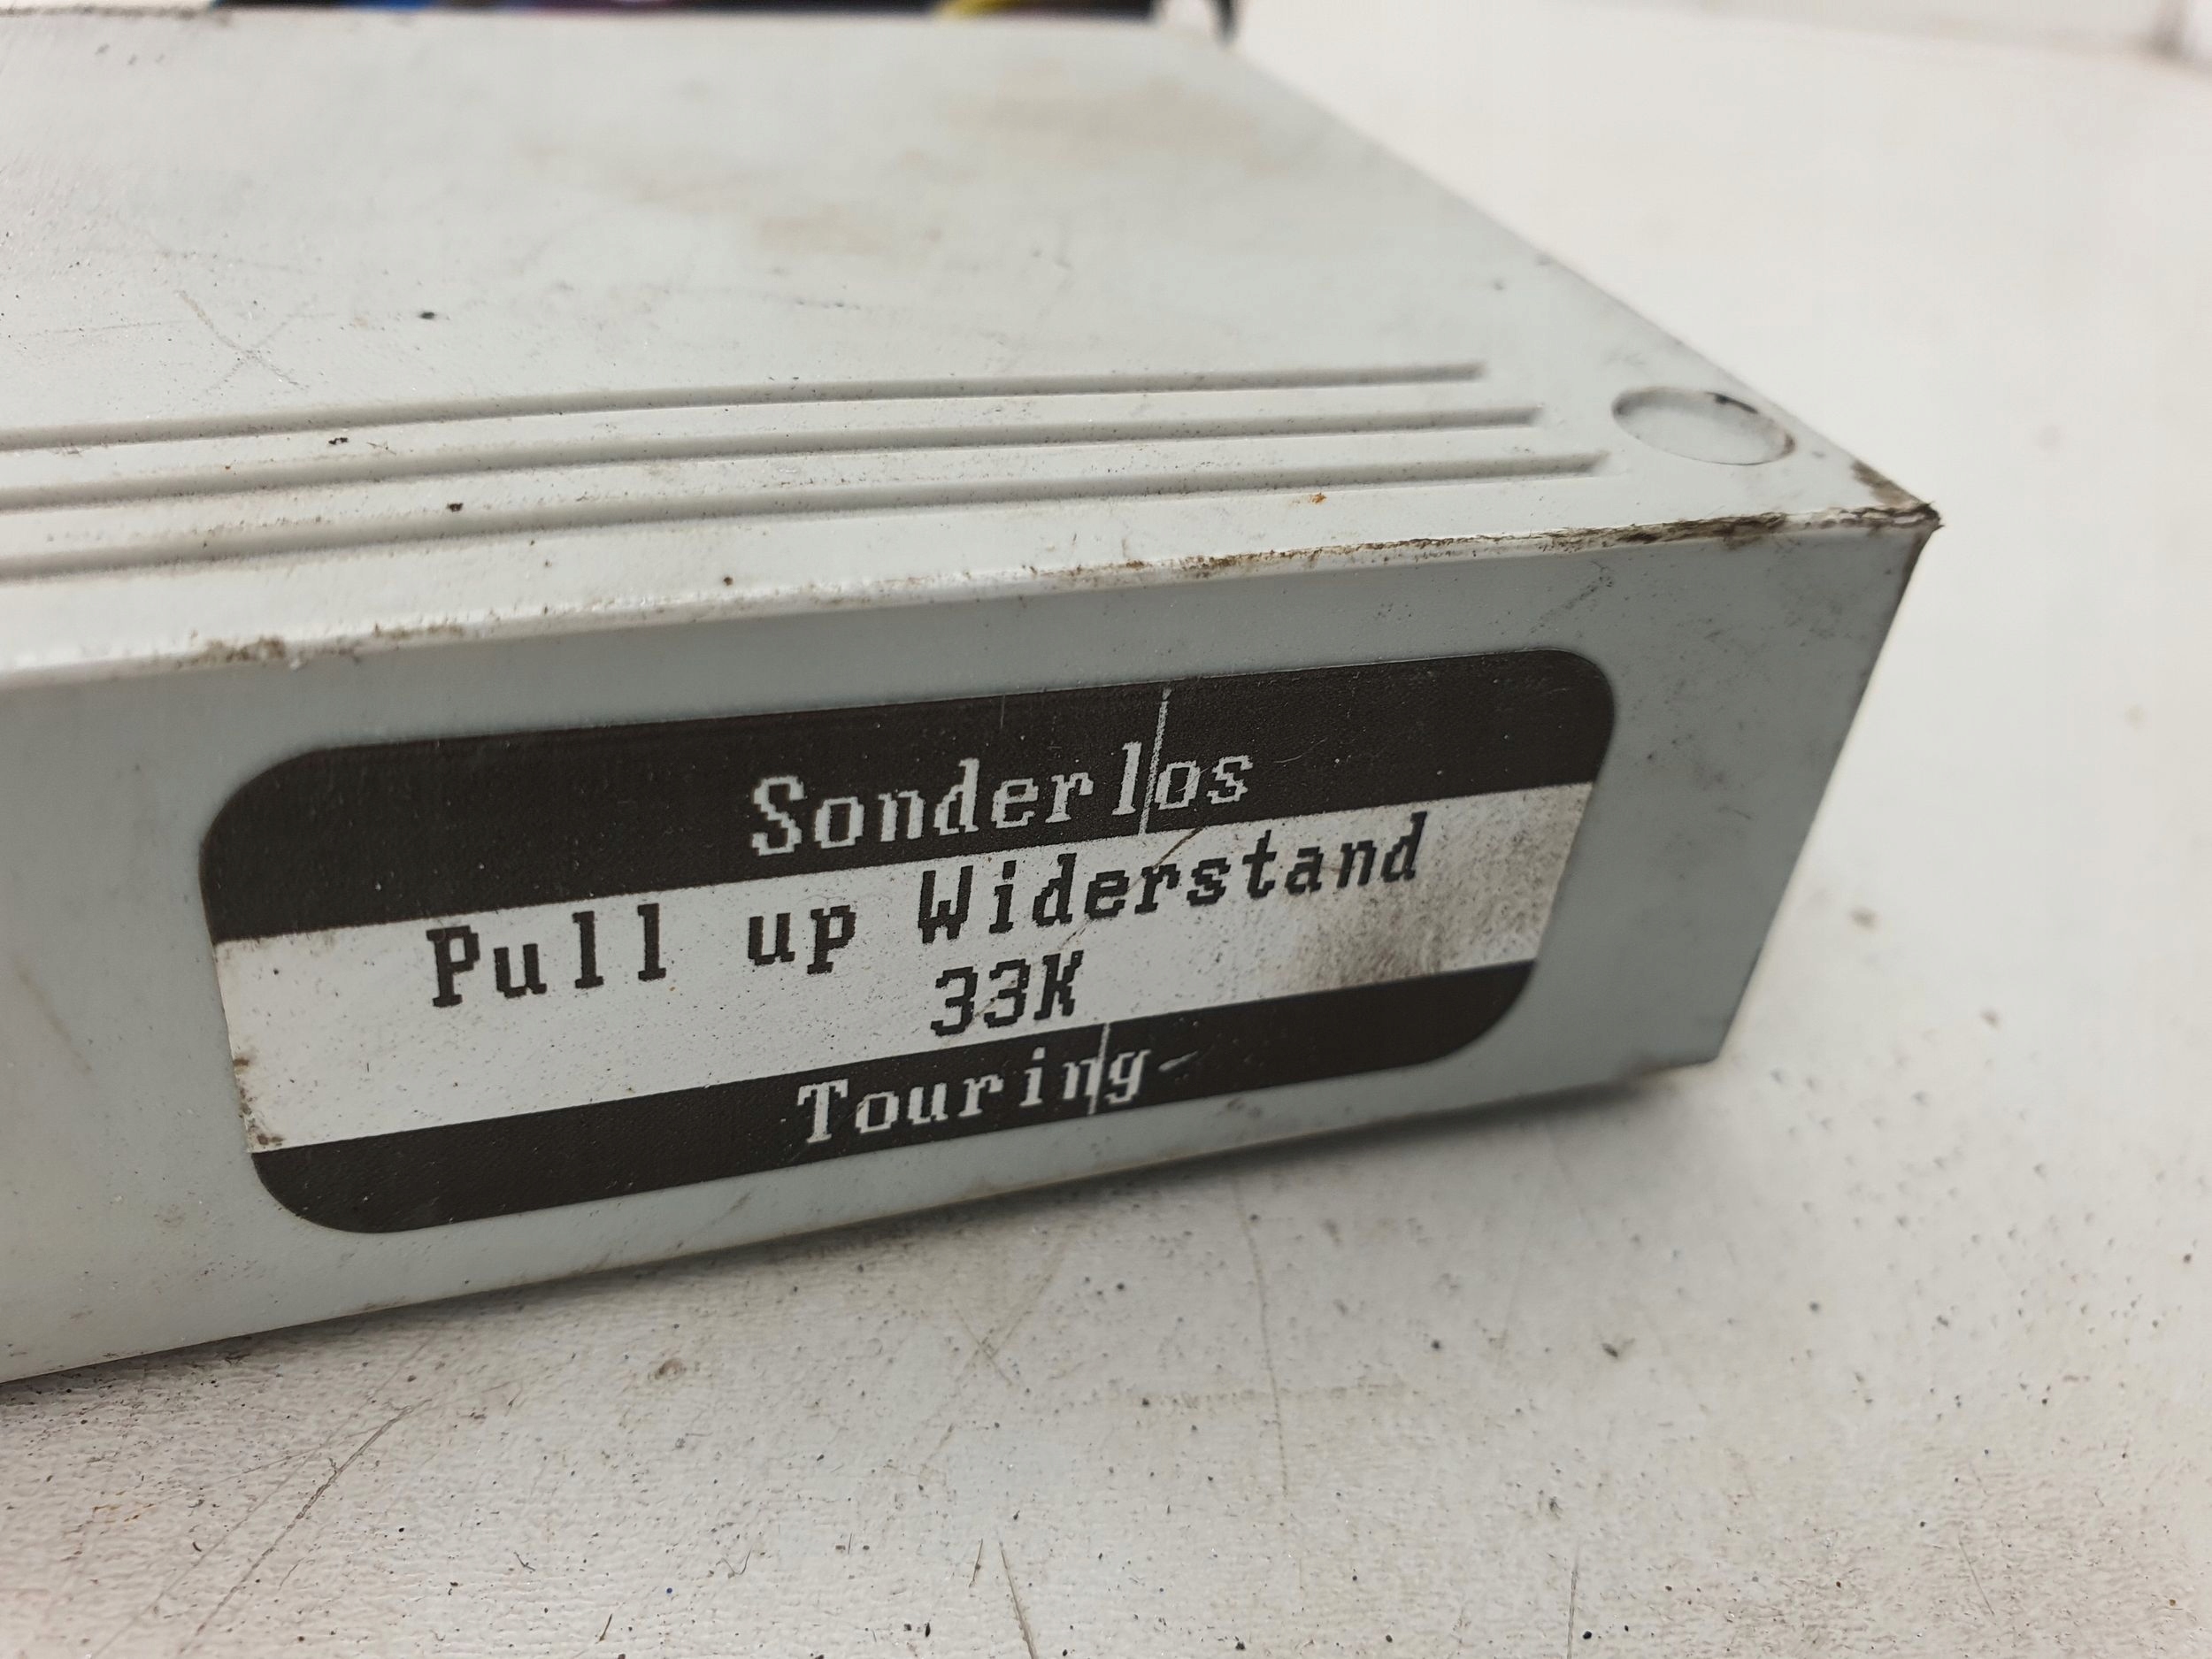 Sonderlos
Pull up Widerstand
33K
Touring